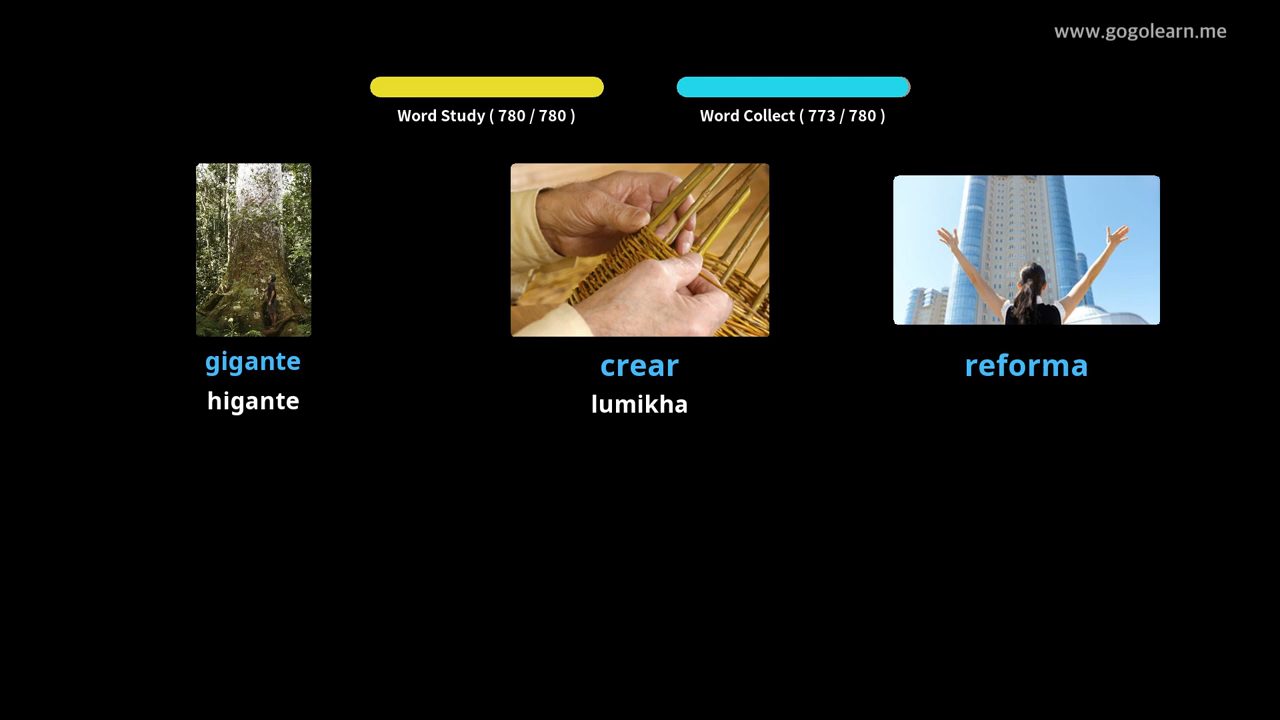 www.gogolearn.me
Word Study ( 780 / 780 )
Word Collect ( 773 / 780 )
gigante
higante
crear
lumikha
reforma